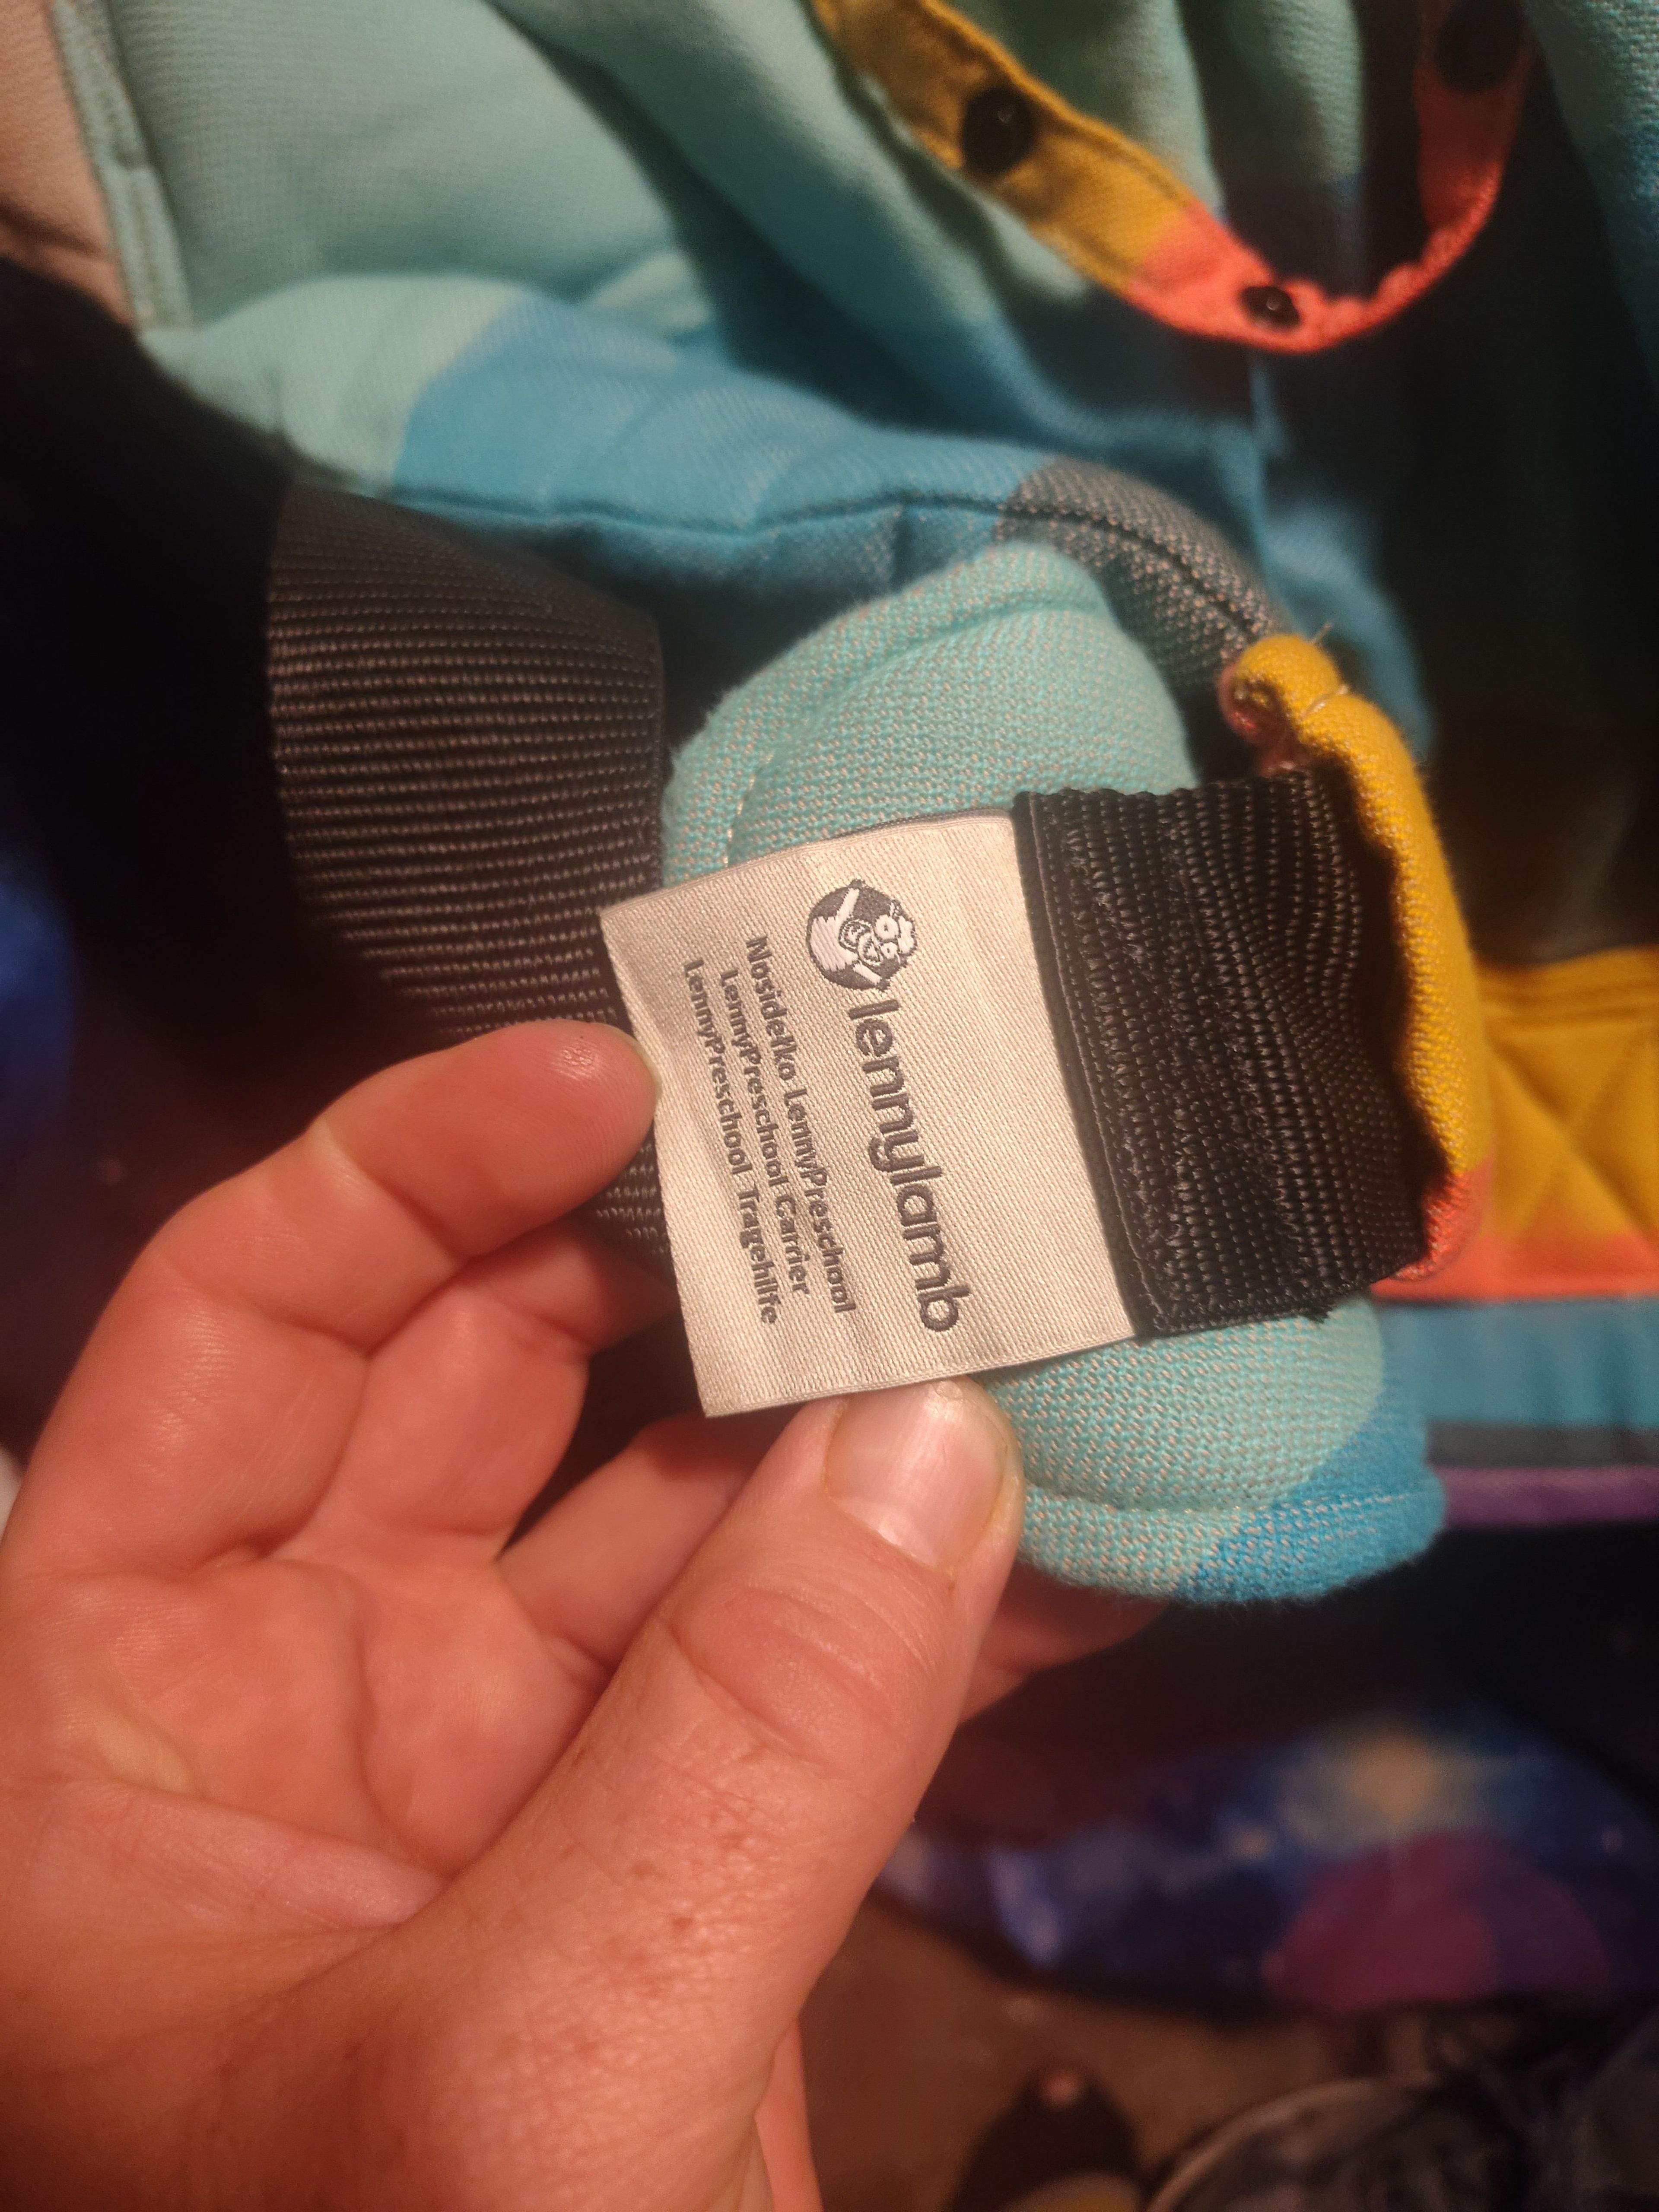 lennylamb
Nosidełko LennyPreschool
LennyPreschool Carrier
LennyPreschool Tragehilfe